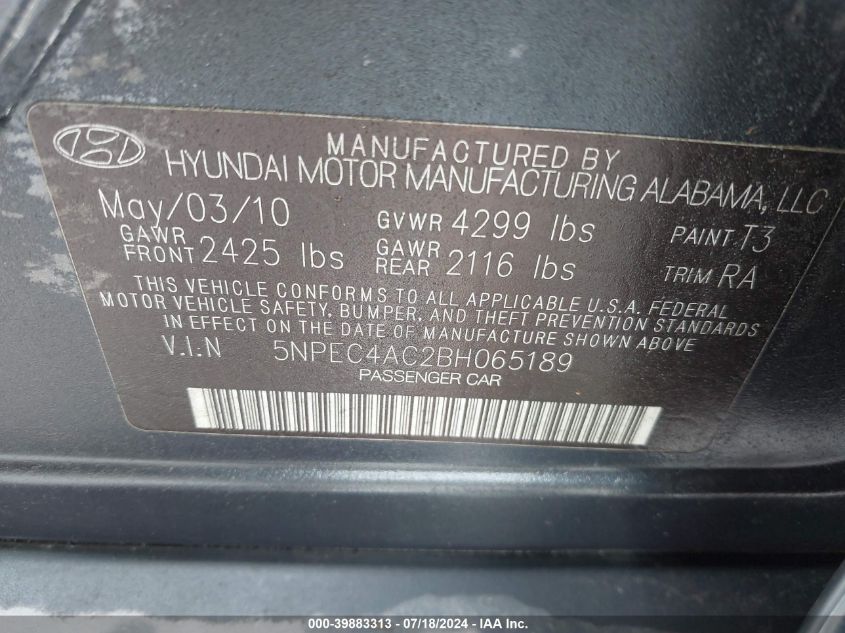 MANUFACTURED BY
HYUNDAI MOTOR MANUFACTURING ALABAMA, LLC
May/03/10 GVWR 4299 lbs PAINT T3
GAWR FRONT 2425 lbs GAWR REAR 2116 lbs TRIM RA
THIS VEHICLE CONFORMS TO ALL APPLICABLE U.S.A. FEDERAL
MOTOR VEHICLE SAFETY, BUMPER, AND THEFT PREVENTION STANDARDS
IN EFFECT ON THE DATE OF MANUFACTURE SHOWN ABOVE
V.I.N 5NPEC4AC2BH065189
PASSENGER CAR
000-39883313 - 07/18/2024 - IAA Inc.